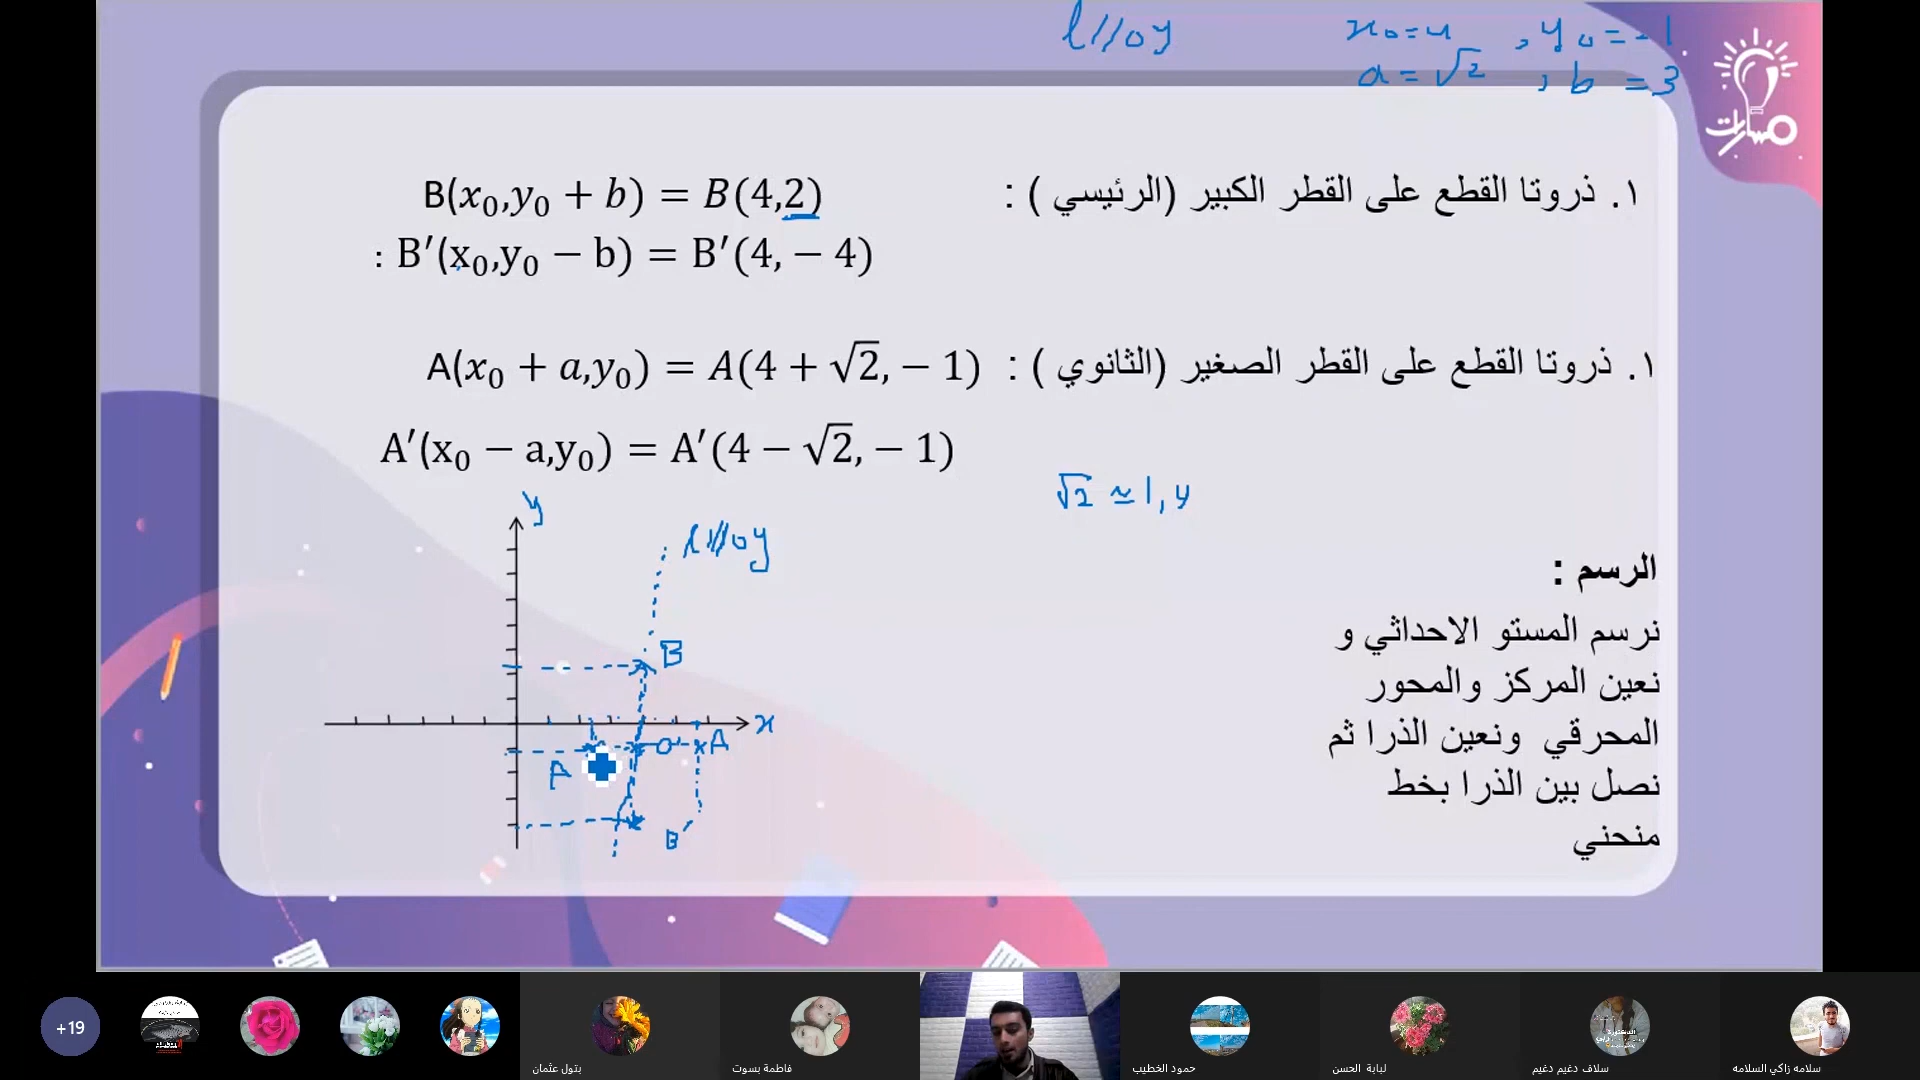 l//oy x₀=4 , y₀=-1
a=√2 , b=3
مسارات
١. ذروتا القطع على القطر الكبير (الرئيسي ) : B(x₀,y₀ + b) = B(4,2)
: B′(x₀,y₀ − b) = B′(4, − 4)
١. ذروتا القطع على القطر الصغير (الثانوي ) : A(x₀ + a,y₀) = A(4 + √2, − 1)
A′(x₀ − a,y₀) = A′(4 − √2, − 1)
√2 ≃ 1,4
y
l//oy
B
x
O'
A
A
B
الرسم :
نرسم المستو الاحداثي و
نعين المركز والمحور
المحرقي ونعين الذرا ثم
نصل بين الذرا بخط
منحني
+19
بتول عثمان
فاطمة بسوت
حمود الخطيب
لبابة الحسن
سلاف دغيم دغيم
سلامه زاكي السلامه